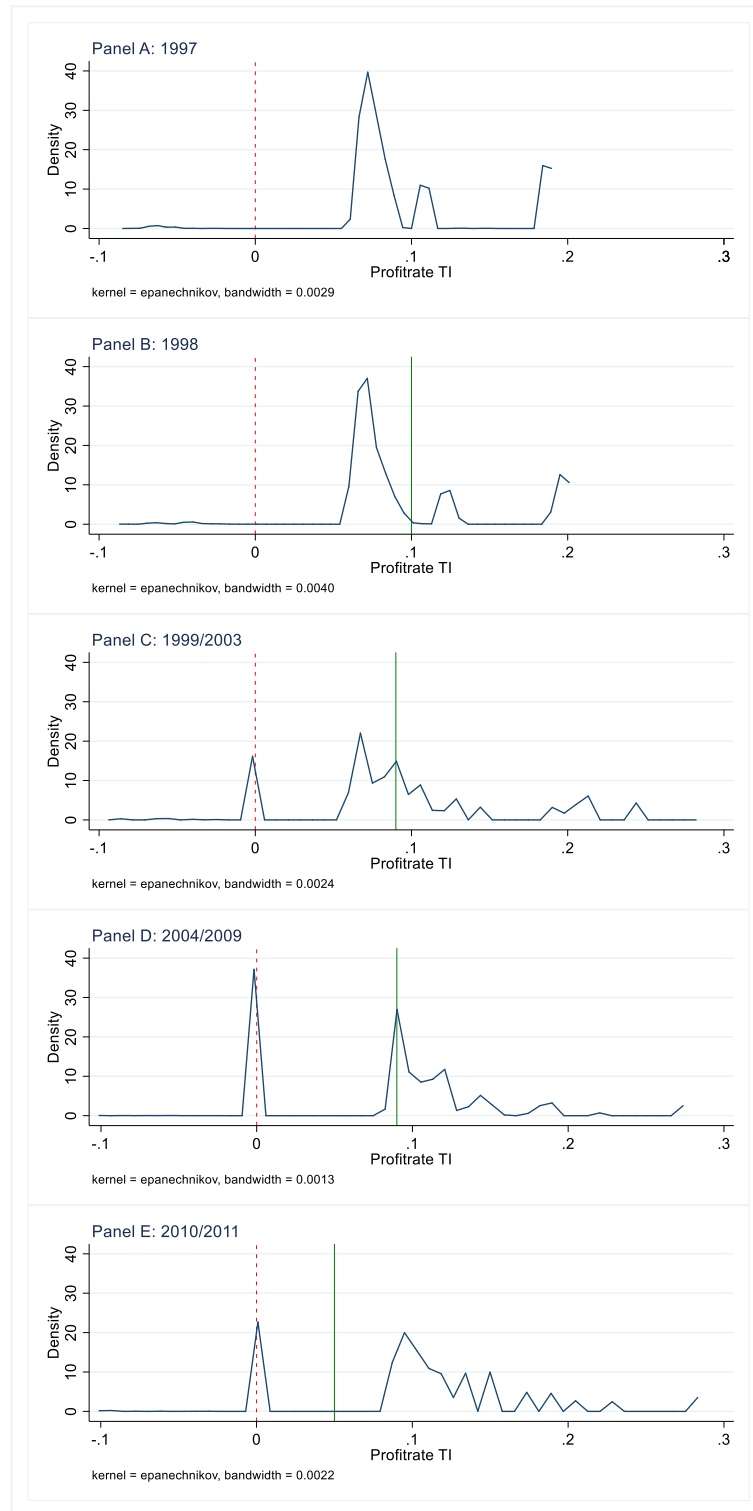 Panel A: 1997
40
30
20
10
0
Density
-.1 0 .1 .2 .3
Profitrate TI
kernel = epanechnikov, bandwidth = 0.0029
Panel B: 1998
40
30
20
10
0
Density
-.1 0 .1 .2 .3
Profitrate TI
kernel = epanechnikov, bandwidth = 0.0040
Panel C: 1999/2003
40
30
20
10
0
Density
-.1 0 .1 .2 .3
Profitrate TI
kernel = epanechnikov, bandwidth = 0.0024
Panel D: 2004/2009
40
30
20
10
0
Density
-.1 0 .1 .2 .3
Profitrate TI
kernel = epanechnikov, bandwidth = 0.0013
Panel E: 2010/2011
40
30
20
10
0
Density
-.1 0 .1 .2 .3
Profitrate TI
kernel = epanechnikov, bandwidth = 0.0022